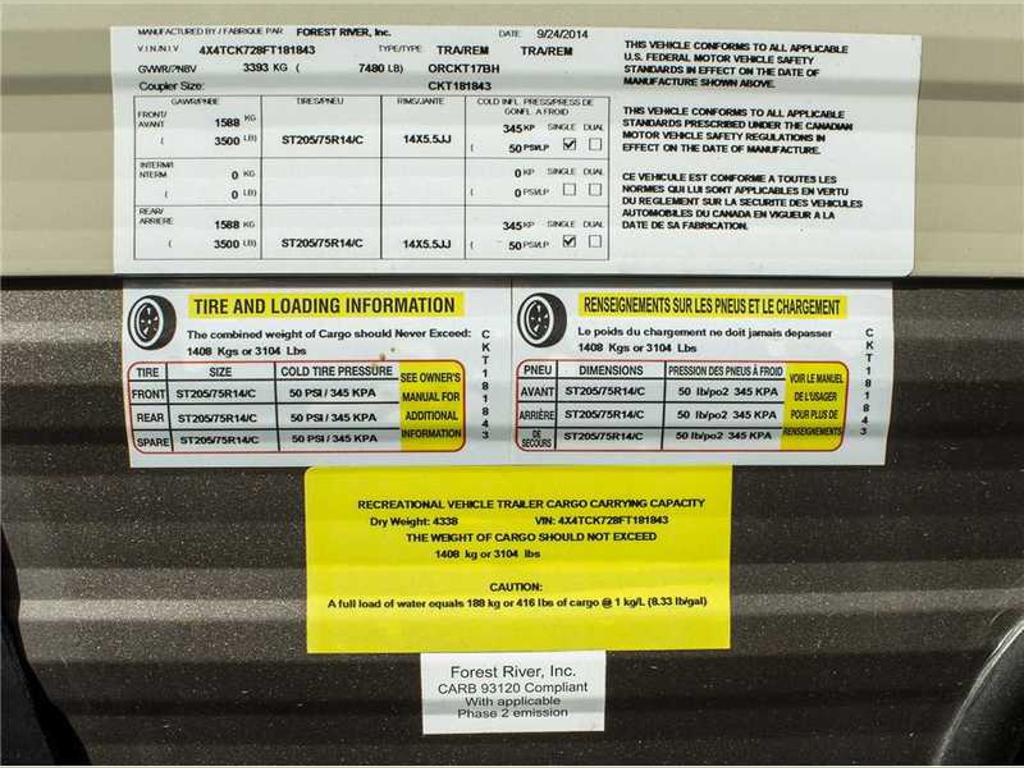 MANUFACTURED BY / FABRIQUE PAR FOREST RIVER, Inc. DATE 9/24/2014
V.I.N/N.I.V 4X4TCK728FT181843 TYPE/TYPE TRA/REM TRA/REM
GVWR/PNBV 3393 KG ( 7480 LB) ORCKT17BH
Coupler Size: CKT181843
GAWR/PNBE TIRES/PNEU RIMS/JANTE COLD INFL. PRESS/PRESS DE GONFL. A FROID
FRONT/ AVANT 1588 KG 345 KP SINGLE DUAL
( 3500 LB) ST205/75R14/C 14X5.5JJ ( 50 PSI/LP
INTERM/ INTERM 0 KG 0 KP SINGLE DUAL
( 0 LB) ( 0 PSI/LP
REAR/ ARRIERE 1588 KG 345 KP SINGLE DUAL
( 3500 LB) ST205/75R14/C 14X5.5JJ ( 50 PSI/LP
THIS VEHICLE CONFORMS TO ALL APPLICABLE
U.S. FEDERAL MOTOR VEHICLE SAFETY
STANDARDS IN EFFECT ON THE DATE OF
MANUFACTURE SHOWN ABOVE.
THIS VEHICLE CONFORMS TO ALL APPLICABLE
STANDARDS PRESCRIBED UNDER THE CANADIAN
MOTOR VEHICLE SAFETY REGULATIONS IN
EFFECT ON THE DATE OF MANUFACTURE.
CE VEHICULE EST CONFORME A TOUTES LES
NORMES QUI LUI SONT APPLICABLES EN VERTU
DU REGLEMENT SUR LA SECURITE DES VEHICULES
AUTOMOBILES DU CANADA EN VIGUEUR A LA
DATE DE SA FABRICATION.
TIRE AND LOADING INFORMATION
The combined weight of Cargo should Never Exceed:
1408 Kgs or 3104 Lbs
TIRE SIZE COLD TIRE PRESSURE
FRONT ST205/75R14/C 50 PSI / 345 KPA
REAR ST205/75R14/C 50 PSI / 345 KPA
SPARE ST205/75R14/C 50 PSI / 345 KPA
SEE OWNER'S
MANUAL FOR
ADDITIONAL
INFORMATION
CKT181843
RENSEIGNEMENTS SUR LES PNEUS ET LE CHARGEMENT
Le poids du chargement ne doit jamais depasser
1408 Kgs or 3104 Lbs
PNEU DIMENSIONS PRESSION DES PNEUS À FROID
AVANT ST205/75R14/C 50 lb/po2 345 KPA
ARRIÈRE ST205/75R14/C 50 lb/po2 345 KPA
DE SECOURS ST205/75R14/C 50 lb/po2 345 KPA
VOIR LE MANUEL
DE L'USAGER
POUR PLUS DE
RENSEIGNEMENTS
CKT181843
RECREATIONAL VEHICLE TRAILER CARGO CARRYING CAPACITY
Dry Weight: 4338 VIN: 4X4TCK728FT181843
THE WEIGHT OF CARGO SHOULD NOT EXCEED
1408 kg or 3104 lbs
CAUTION:
A full load of water equals 188 kg or 416 lbs of cargo @ 1 kg/L (8.33 lb/gal)
Forest River, Inc.
CARB 93120 Compliant
With applicable
Phase 2 emission